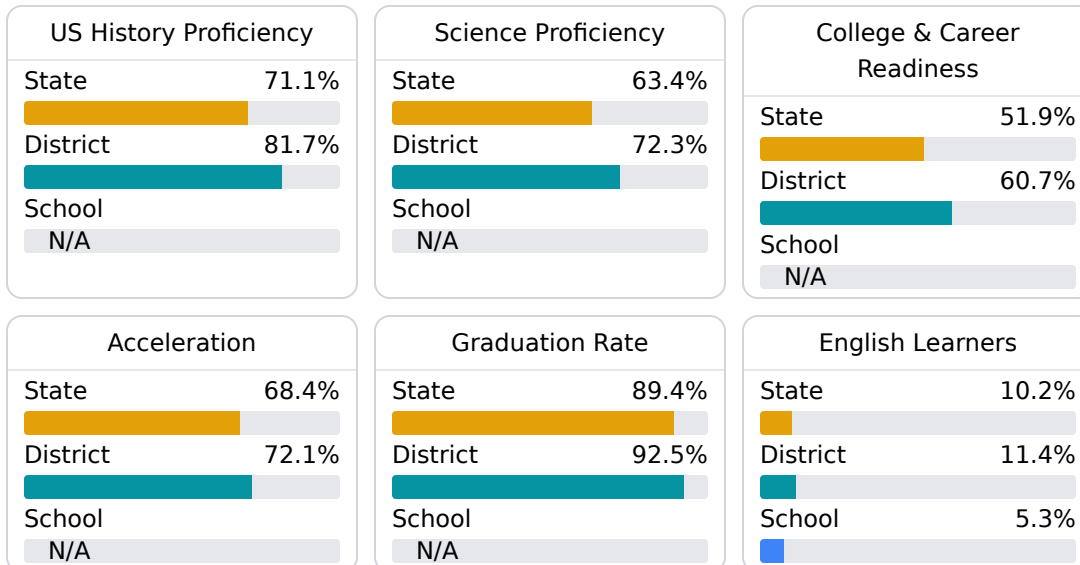 US History Proficiency
State 71.1%
District 81.7%
School
N/A
Science Proficiency
State 63.4%
District 72.3%
School
N/A
College & Career
Readiness
State 51.9%
District 60.7%
School
N/A
Acceleration
State 68.4%
District 72.1%
School
N/A
Graduation Rate
State 89.4%
District 92.5%
School
N/A
English Learners
State 10.2%
District 11.4%
School 5.3%